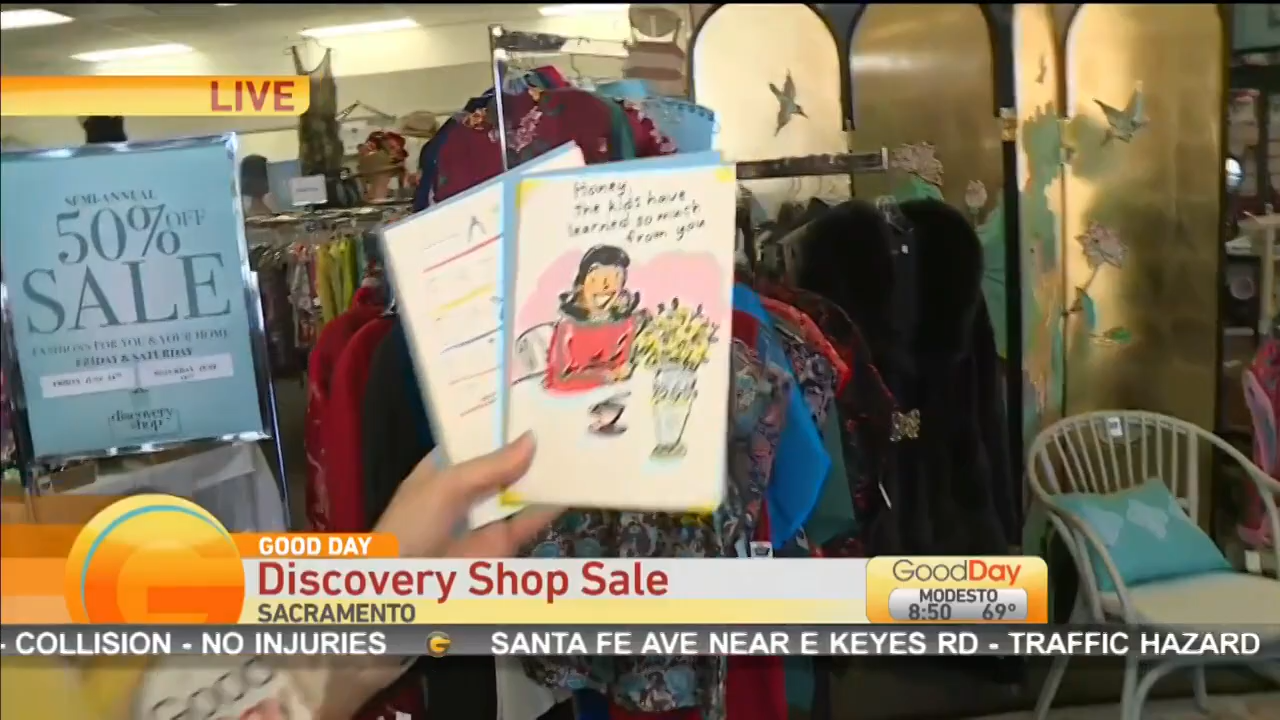 LIVE
SEMI-ANNUAL
50% OFF
SALE
FASHIONS FOR YOU & YOUR HOME
FRIDAY & SATURDAY
discovery
shop
A
Honey,
The kids have
learned so much
from you
GOOD DAY
Discovery Shop Sale
SACRAMENTO
GoodDay
MODESTO
8:50 69°
- COLLISION - NO INJURIES G SANTA FE AVE NEAR E KEYES RD - TRAFFIC HAZARD
GOOD